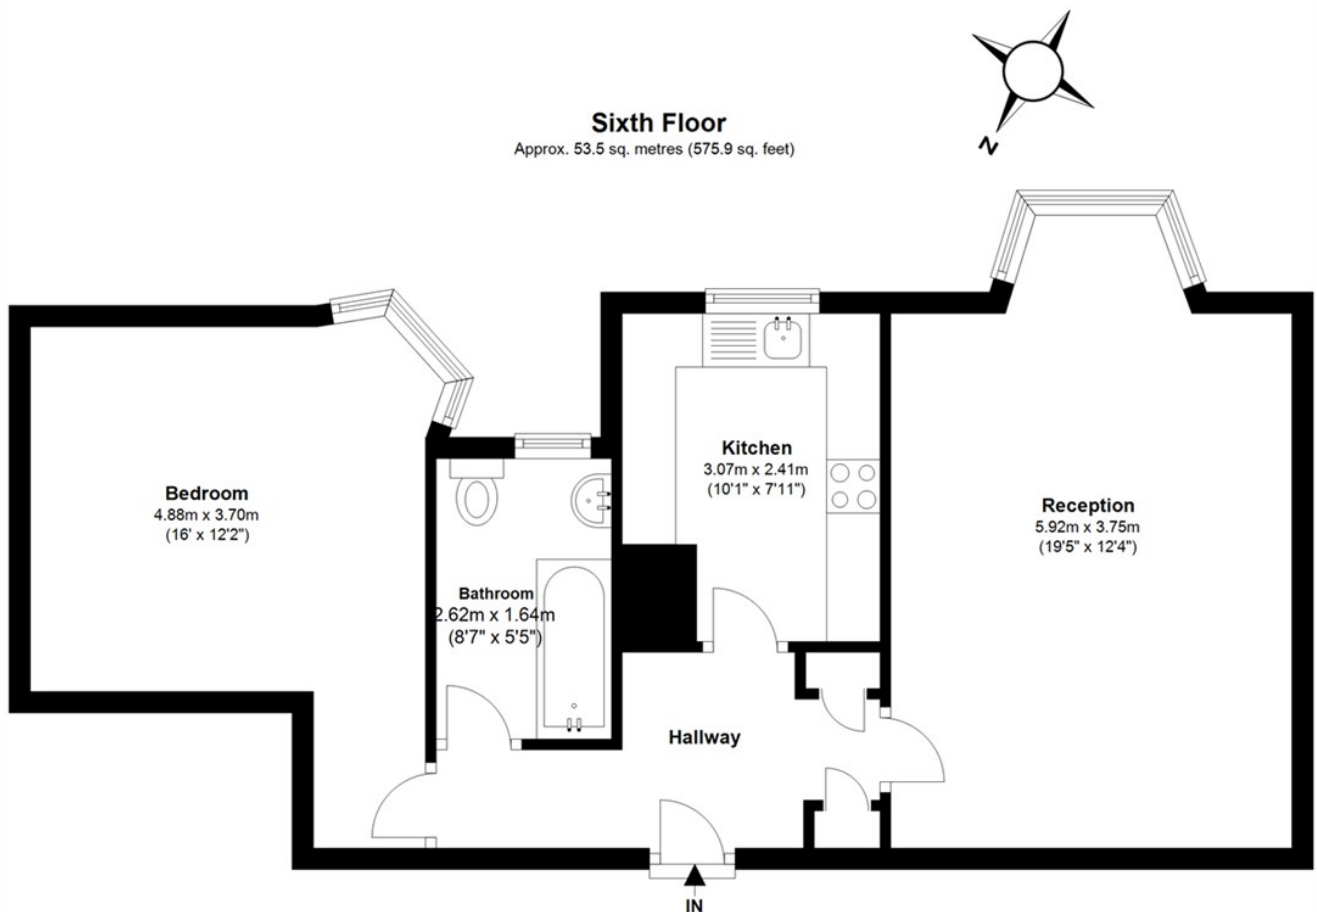 N
Sixth Floor
Approx. 53.5 sq. metres (575.9 sq. feet)
Kitchen
3.07m x 2.41m
(10'1" x 7'11")
Bedroom
4.88m x 3.70m
(16' x 12'2")
Reception
5.92m x 3.75m
(19'5" x 12'4")
Bathroom
2.62m x 1.64m
(8'7" x 5'5")
Hallway
IN